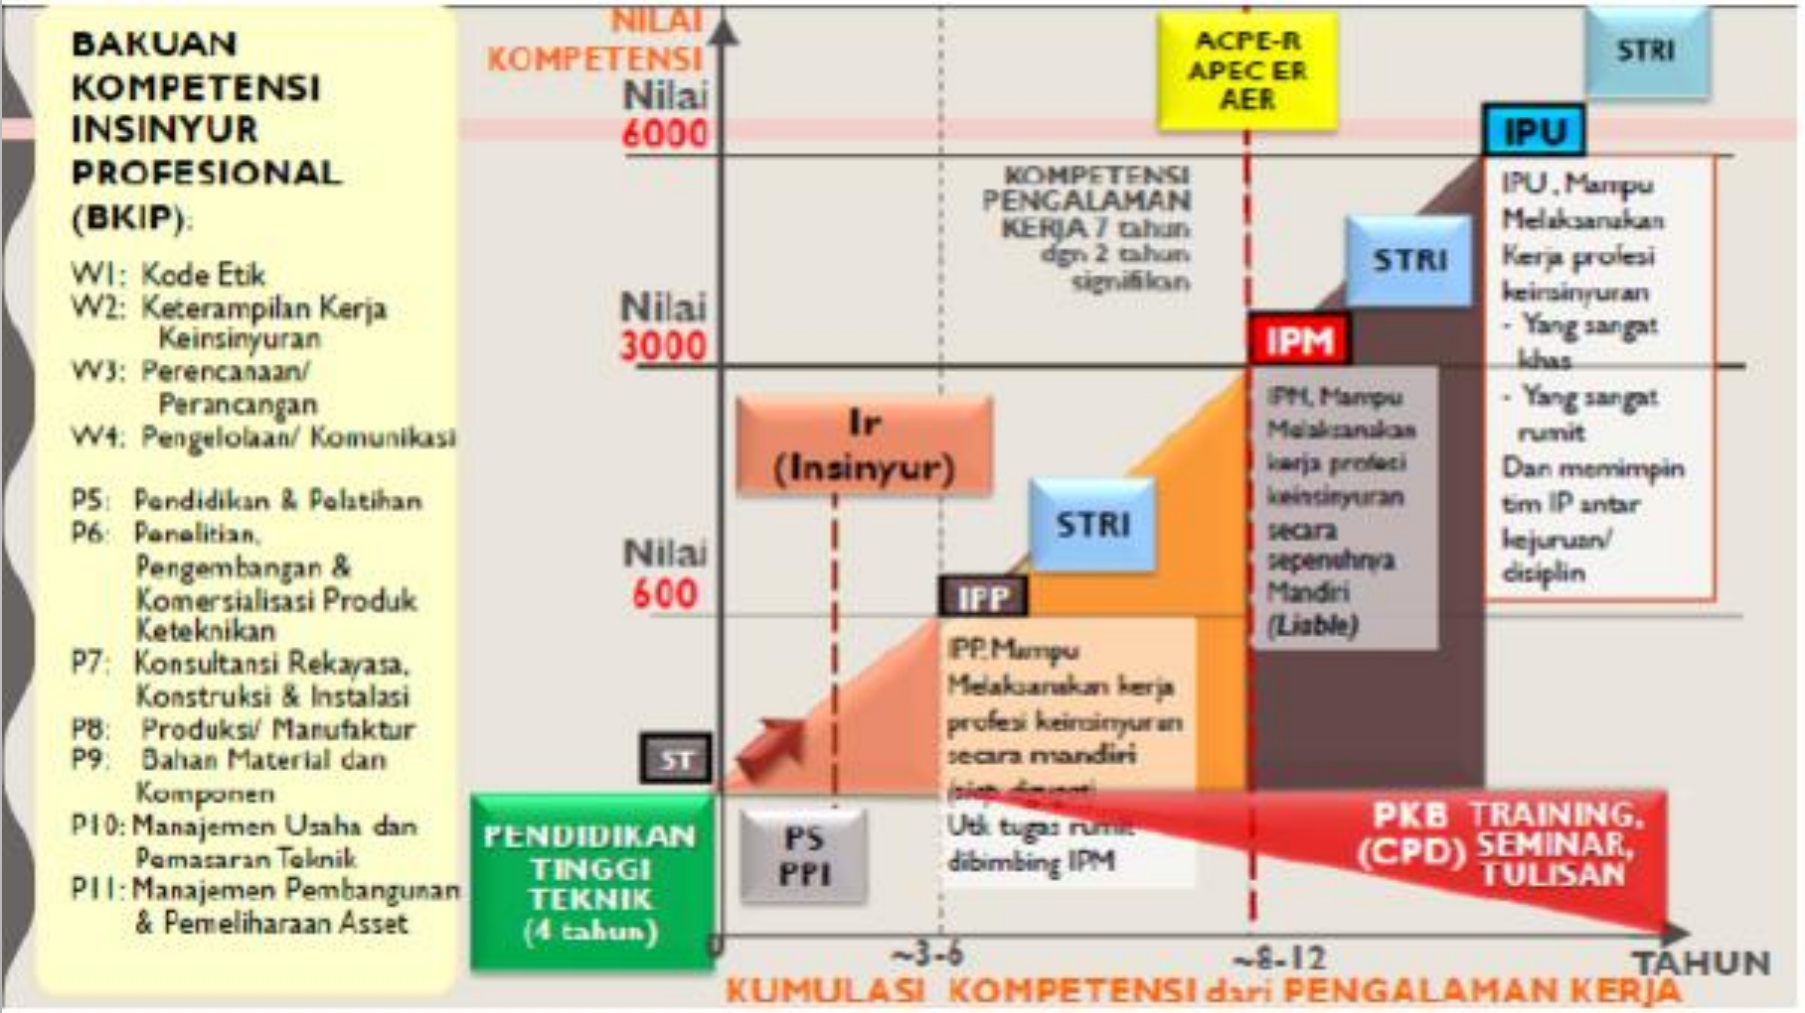 BAKUAN
KOMPETENSI
INSINYUR
PROFESIONAL
(BKIP):
W1: Kode Etik
W2: Keterampilan Kerja
Keinsinyuran
W3: Perencanaan/
Perancangan
W4: Pengelolaan/ Komunikasi
P5: Pendidikan & Pelatihan
P6: Penelitian,
Pengembangan &
Komersialisasi Produk
Keteknikan
P7: Konsultansi Rekayasa,
Konstruksi & Instalasi
P8: Produksi/ Manufaktur
P9: Bahan Material dan
Komponen
P10: Manajemen Usaha dan
Pemasaran Teknik
P11: Manajemen Pembangunan
& Pemeliharaan Asset
NILAI
KOMPETENSI
Nilai
6000
Nilai
3000
Nilai
600
ST
PENDIDIKAN
TINGGI
TEKNIK
(4 tahun)
Ir
(Insinyur)
PS
PPI
IPP
IPP, Mampu
Melaksanakan kerja
profesi keinsinyuran
secara mandiri
Utk tugas rumit
dibimbing IPM
STRI
KOMPETENSI
PENGALAMAN
KERJA 7 tahun
dgn 2 tahun
signifikan
ACPE-R
APEC ER
AER
IPM
IPM, Mampu
Melaksanakan
kerja profesi
keinsinyuran
secara
sepenuhnya
Mandiri
(Liable)
STRI
IPU
IPU , Mampu
Melaksanakan
Kerja profesi
keinsinyuran
- Yang sangat
khas
- Yang sangat
rumit
Dan memimpin
tim IP antar
kejuruan/
disiplin
STRI
PKB
(CPD)
TRAINING,
SEMINAR,
TULISAN
0
~3-6
~8-12
TAHUN
KUMULASI KOMPETENSI dari PENGALAMAN KERJA